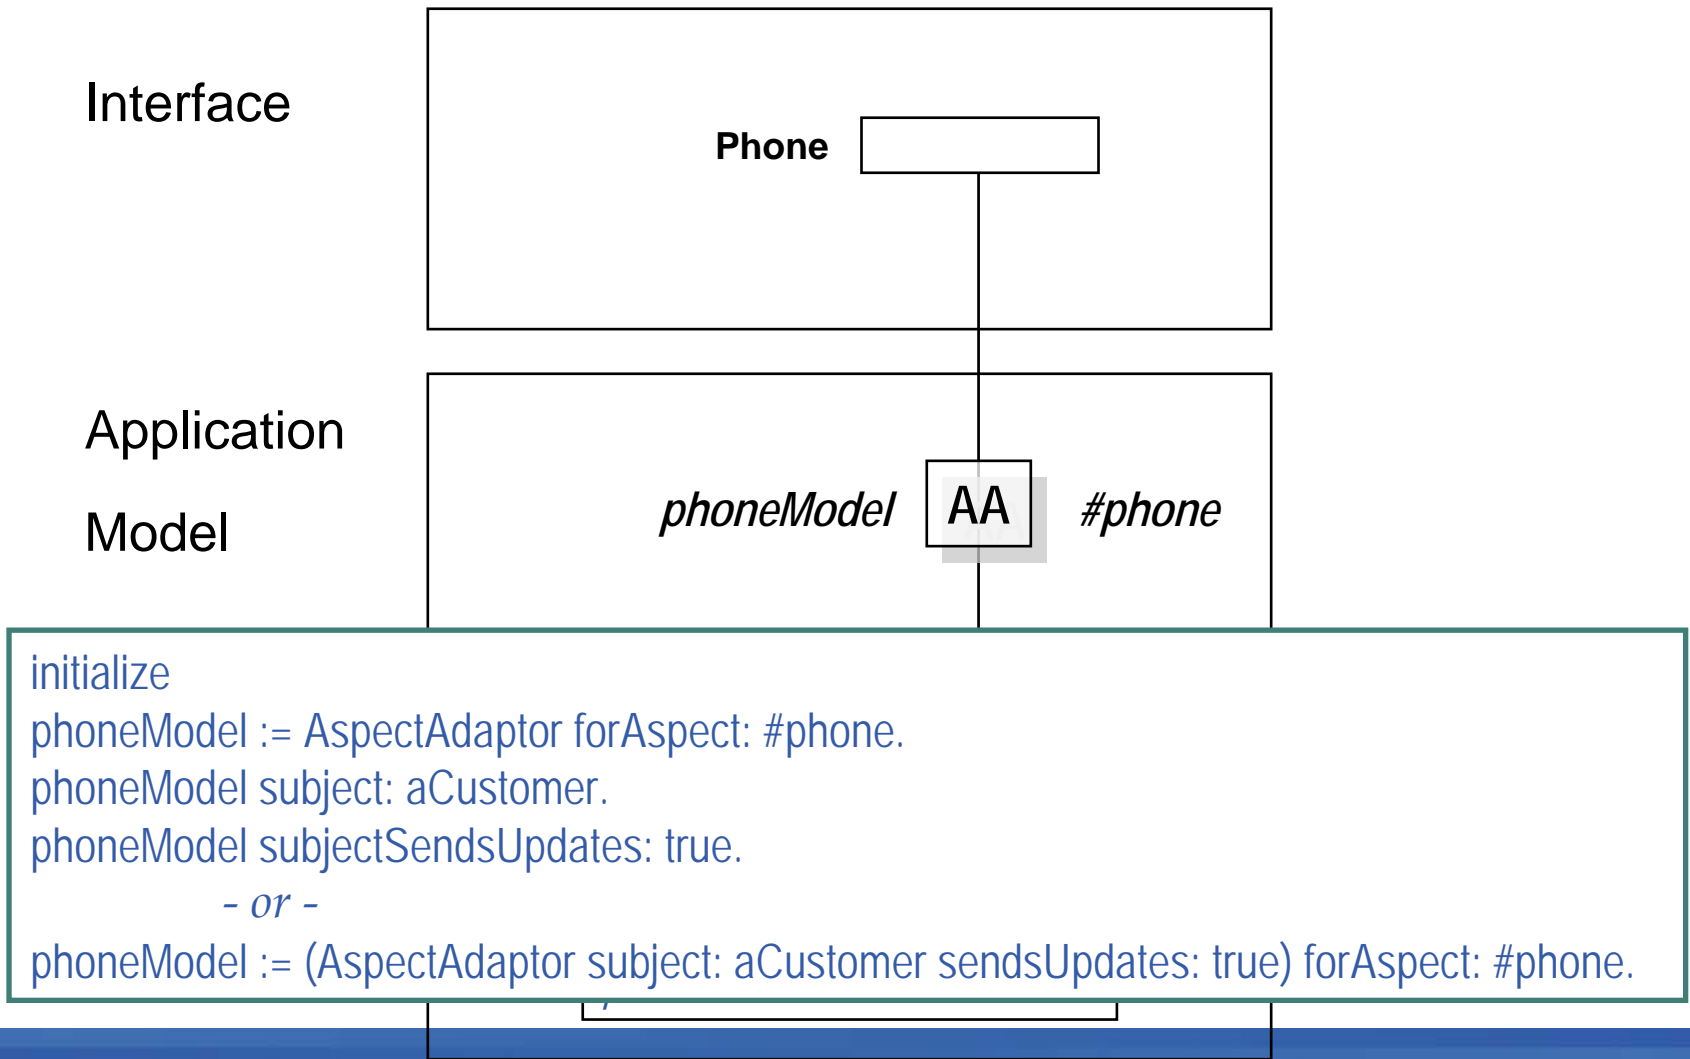 Interface
Phone
Application
Model
phoneModel AA #phone
initialize
phoneModel := AspectAdaptor forAspect: #phone.
phoneModel subject: aCustomer.
phoneModel subjectSendsUpdates: true.
- or -
phoneModel := (AspectAdaptor subject: aCustomer sendsUpdates: true) forAspect: #phone.